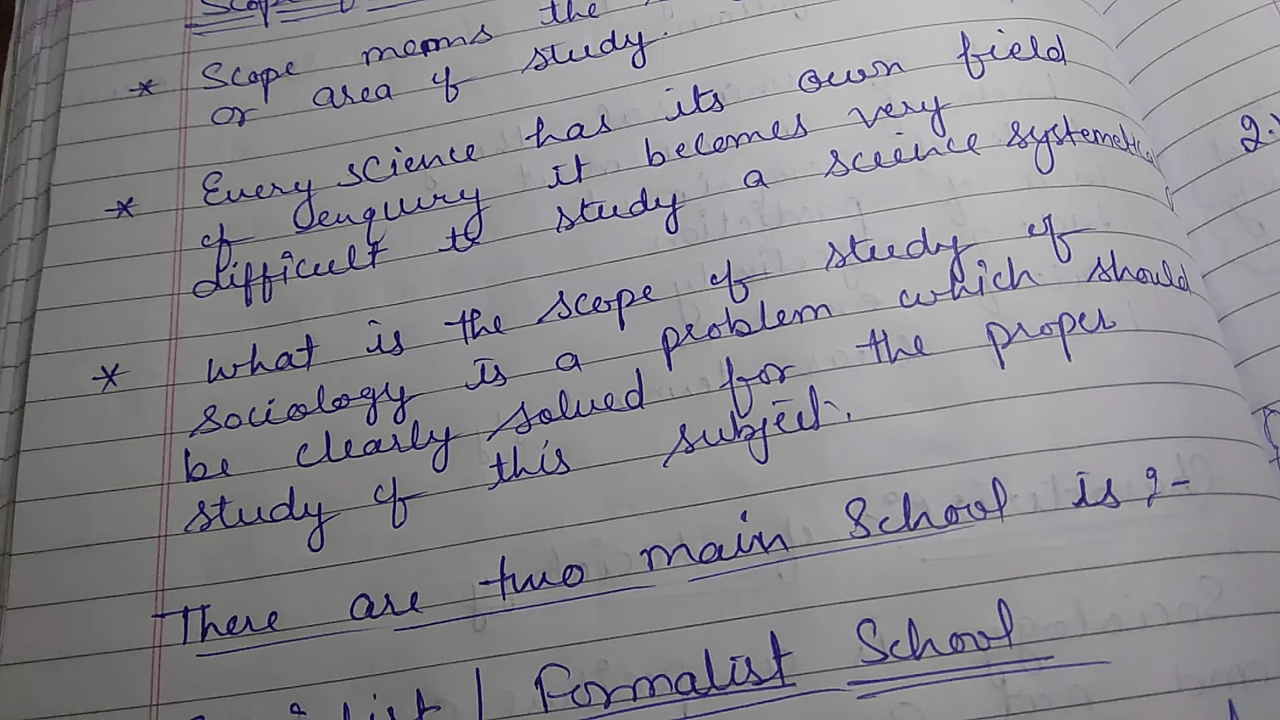 * Scope means the
or area of study.
* Every science has its own field
of enquiry it becomes very
difficult to study a science
* What is the scope of study of
sociology is a problem which should
be clearly solved for the proper
study of this subject.
There are two main School is :-
/ Formalist School
2.